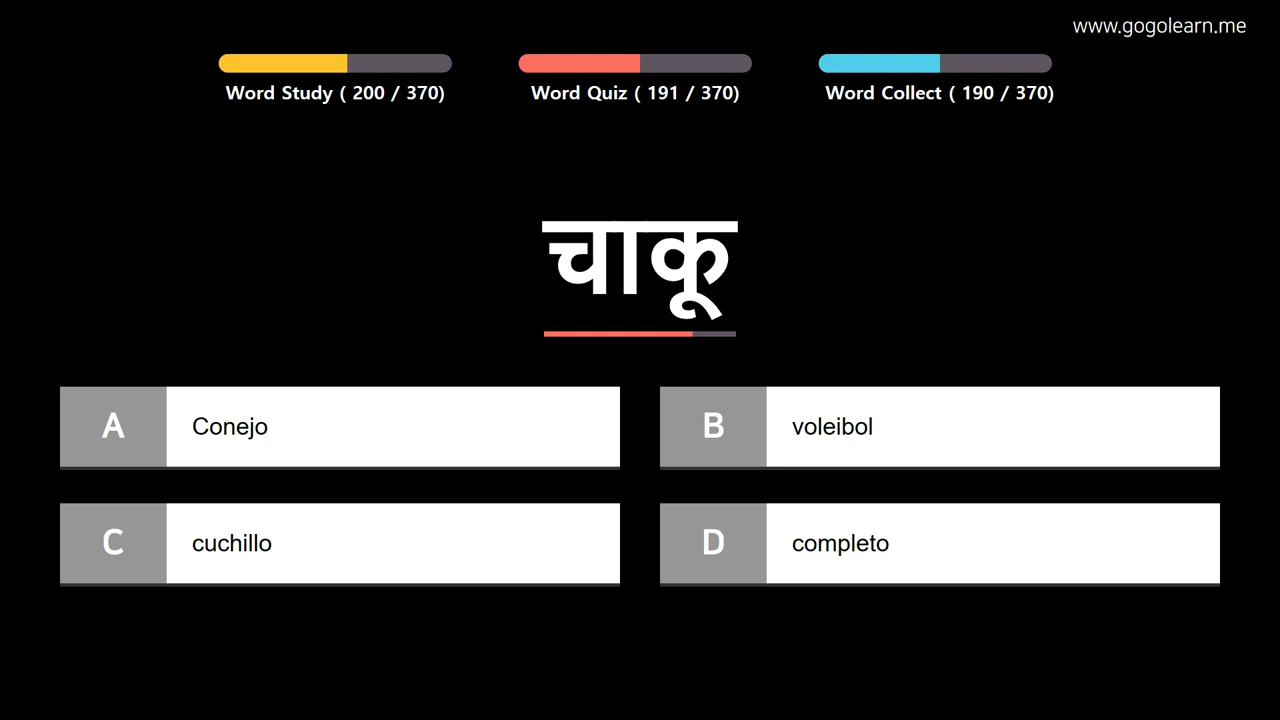 www.gogolearn.me
Word Study ( 200 / 370)
Word Quiz ( 191 / 370)
Word Collect ( 190 / 370)
चाकू
A Conejo
B voleibol
C cuchillo
D completo